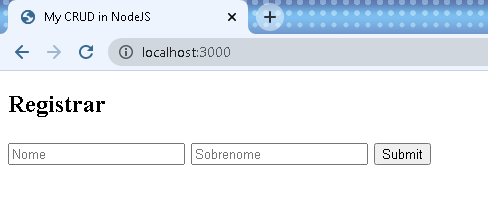 My CRUD in NodeJS
localhost:3000
Registrar
Nome Sobrenome Submit